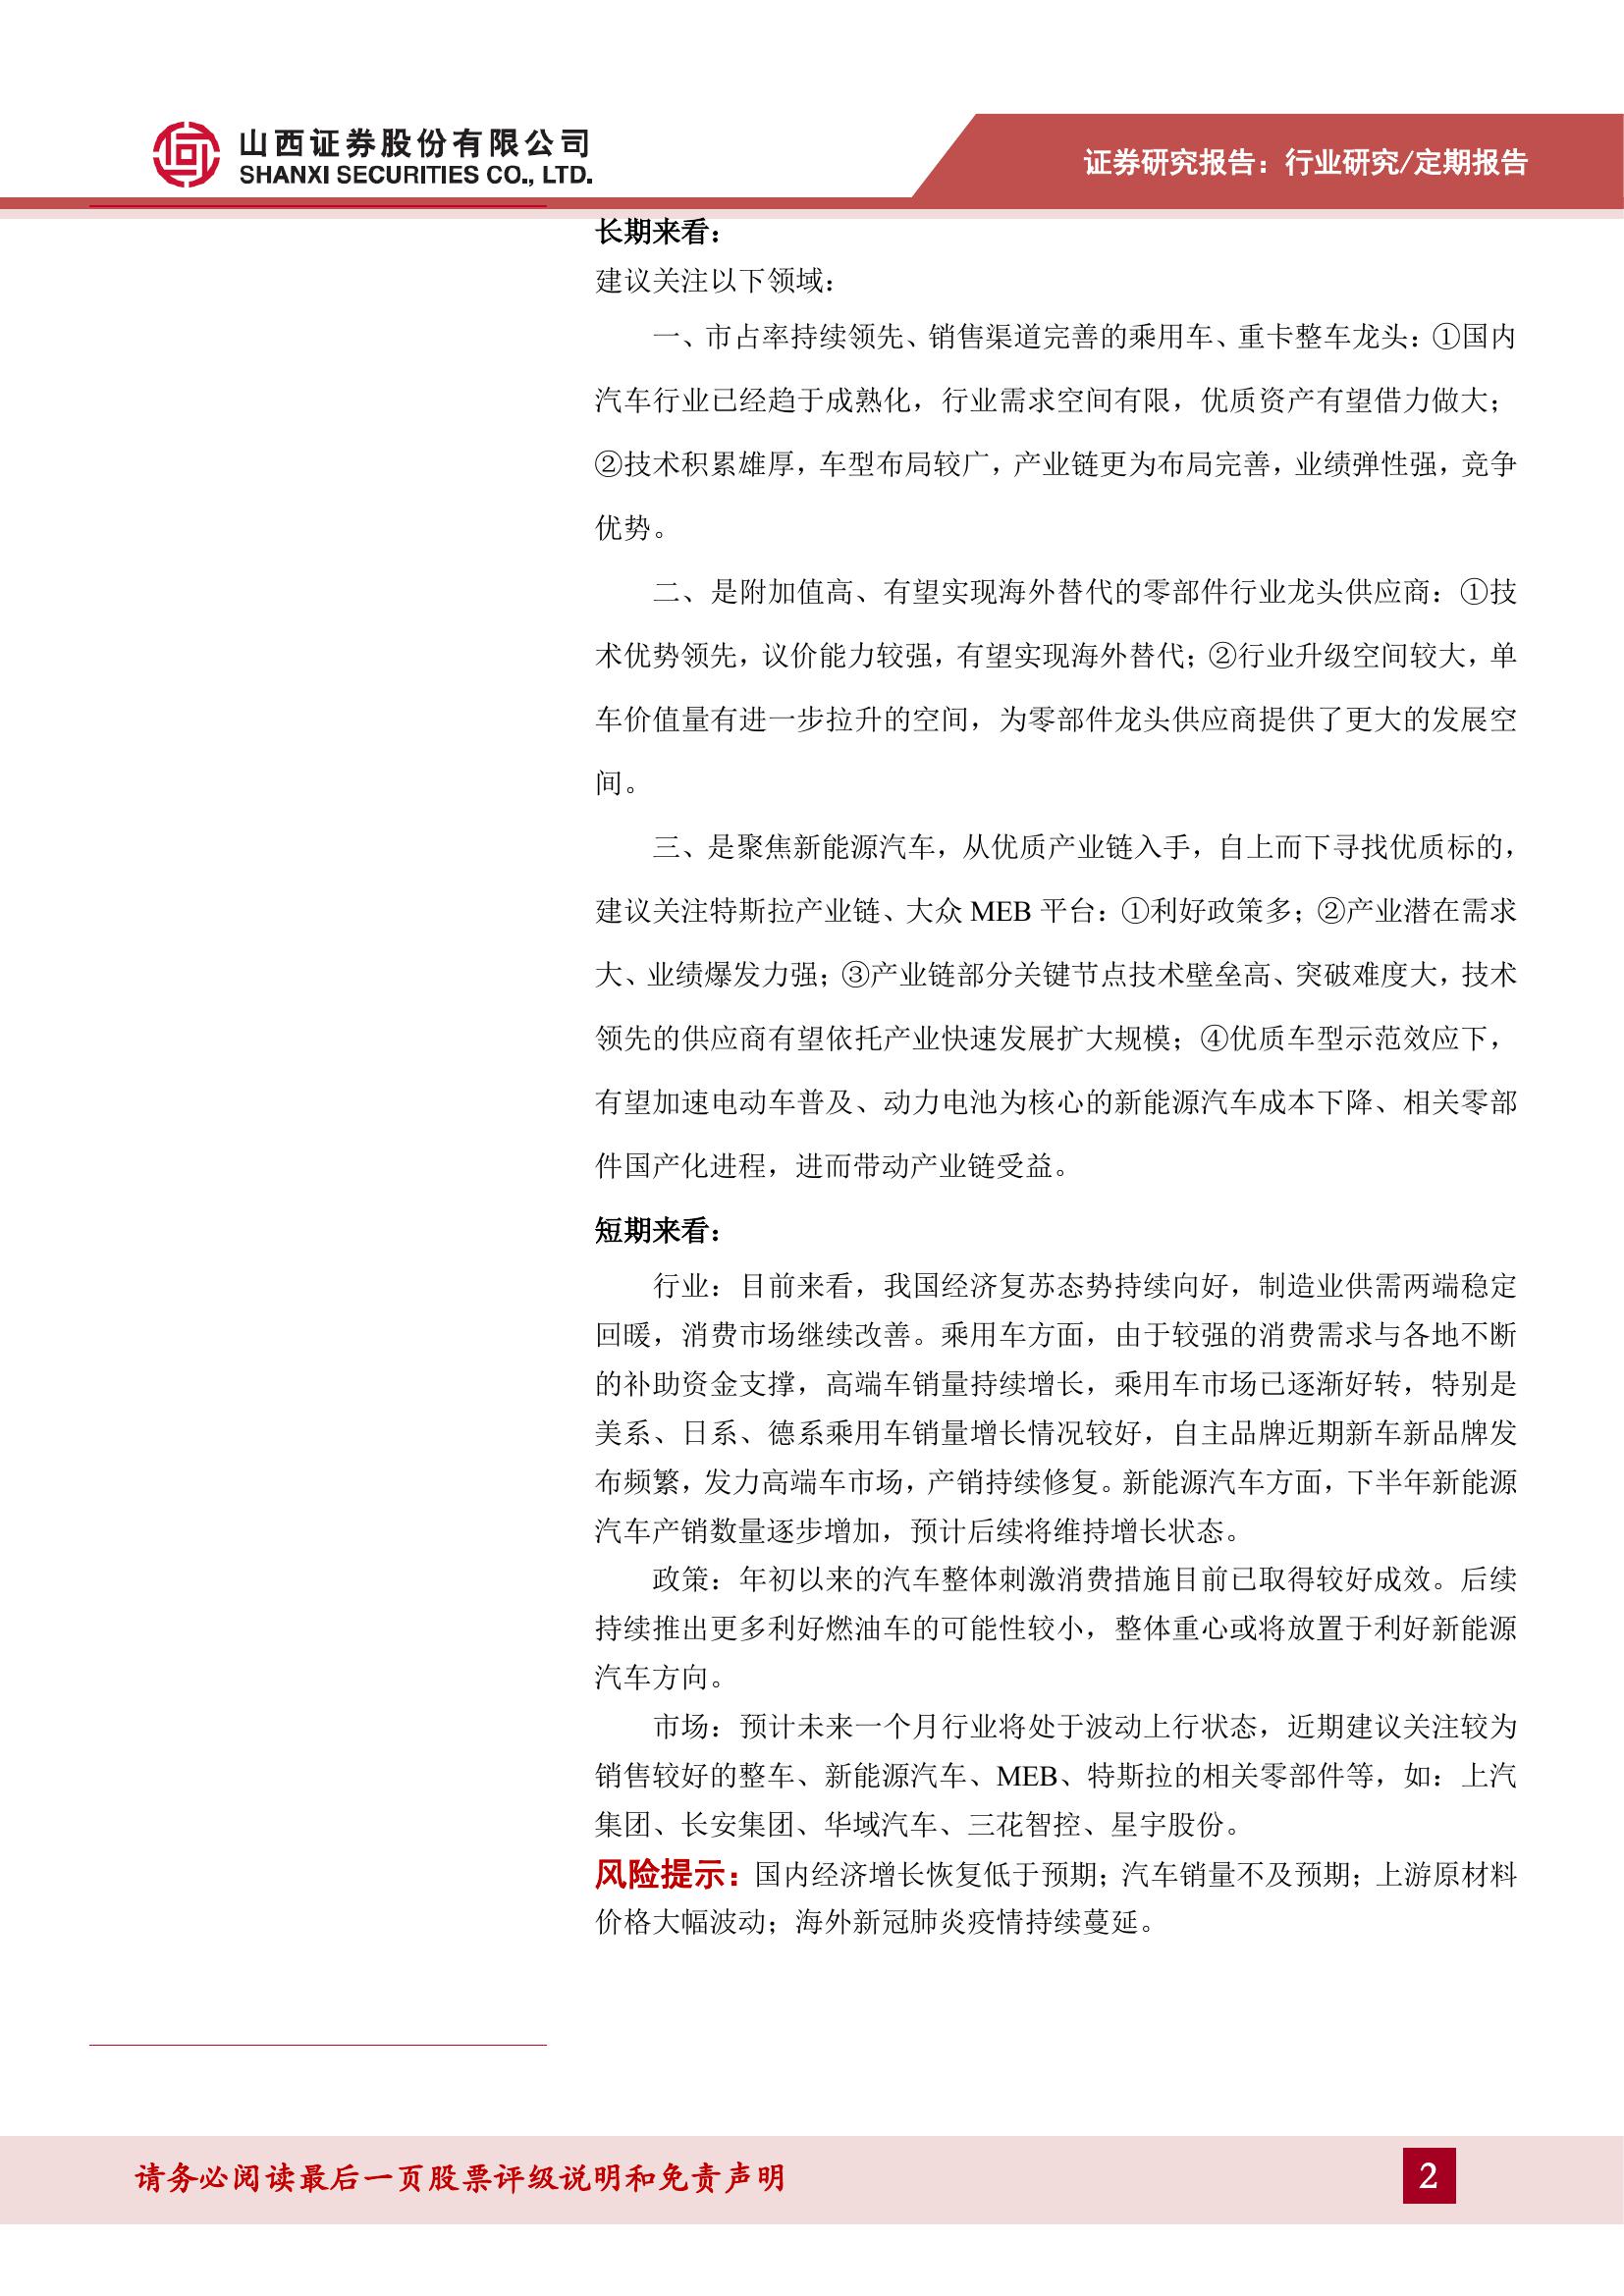 山西证券股份有限公司
SHANXI SECURITIES CO., LTD.
证券研究报告：行业研究/定期报告
长期来看：
建议关注以下领域：
一、市占率持续领先、销售渠道完善的乘用车、重卡整车龙头：①国内
汽车行业已经趋于成熟化，行业需求空间有限，优质资产有望借力做大；
②技术积累雄厚，车型布局较广，产业链更为布局完善，业绩弹性强，竞争
优势。
二、是附加值高、有望实现海外替代的零部件行业龙头供应商：①技
术优势领先，议价能力较强，有望实现海外替代；②行业升级空间较大，单
车价值量有进一步拉升的空间，为零部件龙头供应商提供了更大的发展空
间。
三、是聚焦新能源汽车，从优质产业链入手，自上而下寻找优质标的，
建议关注特斯拉产业链、大众 MEB 平台：①利好政策多；②产业潜在需求
大、业绩爆发力强；③产业链部分关键节点技术壁垒高、突破难度大，技术
领先的供应商有望依托产业快速发展扩大规模；④优质车型示范效应下，
有望加速电动车普及、动力电池为核心的新能源汽车成本下降、相关零部
件国产化进程，进而带动产业链受益。
短期来看：
行业：目前来看，我国经济复苏态势持续向好，制造业供需两端稳定
回暖，消费市场继续改善。乘用车方面，由于较强的消费需求与各地不断
的补助资金支撑，高端车销量持续增长，乘用车市场已逐渐好转，特别是
美系、日系、德系乘用车销量增长情况较好，自主品牌近期新车新品牌发
布频繁，发力高端车市场，产销持续修复。新能源汽车方面，下半年新能源
汽车产销数量逐步增加，预计后续将维持增长状态。
政策：年初以来的汽车整体刺激消费措施目前已取得较好成效。后续
持续推出更多利好燃油车的可能性较小，整体重心或将放置于利好新能源
汽车方向。
市场：预计未来一个月行业将处于波动上行状态，近期建议关注较为
销售较好的整车、新能源汽车、MEB、特斯拉的相关零部件等，如：上汽
集团、长安集团、华域汽车、三花智控、星宇股份。
风险提示：国内经济增长恢复低于预期；汽车销量不及预期；上游原材料
价格大幅波动；海外新冠肺炎疫情持续蔓延。
请务必阅读最后一页股票评级说明和免责声明
2